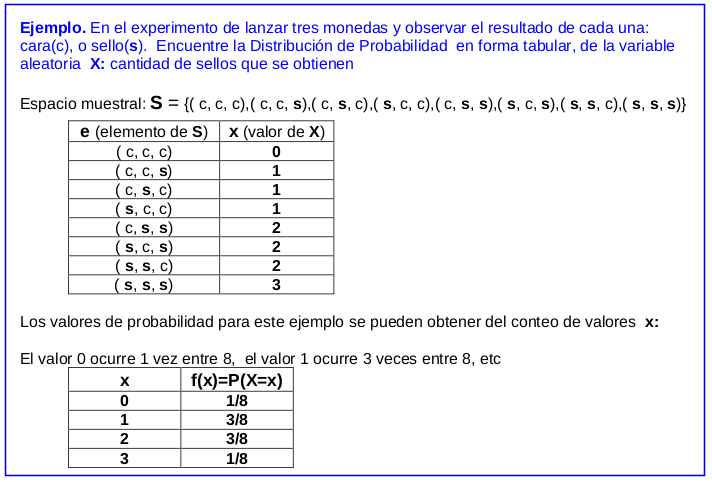 Ejemplo. En el experimento de lanzar tres monedas y observar el resultado de cada una:
cara(c), o sello(s). Encuentre la Distribución de Probabilidad en forma tabular, de la variable
aleatoria X: cantidad de sellos que se obtienen
Espacio muestral: S = {( c, c, c),( c, c, s),( c, s, c),( s, c, c),( c, s, s),( s, c, s),( s, s, c),( s, s, s)}
e (elemento de S) x (valor de X)
( c, c, c) 0
( c, c, s) 1
( c, s, c) 1
( s, c, c) 1
( c, s, s) 2
( s, c, s) 2
( s, s, c) 2
( s, s, s) 3
Los valores de probabilidad para este ejemplo se pueden obtener del conteo de valores x:
El valor 0 ocurre 1 vez entre 8, el valor 1 ocurre 3 veces entre 8, etc
x f(x)=P(X=x)
0 1/8
1 3/8
2 3/8
3 1/8